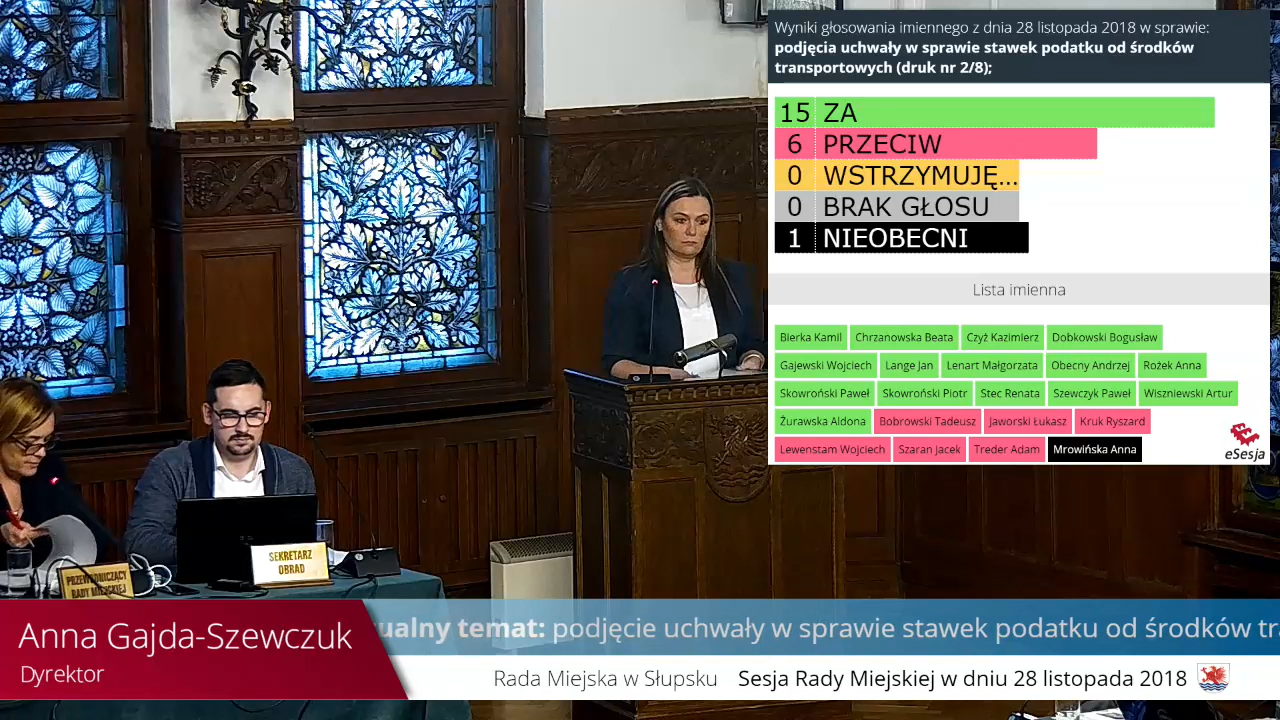 Wyniki głosowania imiennego z dnia 28 listopada 2018 w sprawie:
podjęcia uchwały w sprawie stawek podatku od środków
transportowych (druk nr 2/8);
15 ZA
6 PRZECIW
0 WSTRZYMUJĘ...
0 BRAK GŁOSU
1 NIEOBECNI
Lista imienna
Bierka Kamil Chrzanowska Beata Czyż Kazimierz Dobkowski Bogusław
Gajewski Wojciech Lange Jan Lenart Małgorzata Obecny Andrzej Rożek Anna
Skowroński Paweł Skowroński Piotr Stec Renata Szewczyk Paweł Wiszniewski Artur
Żurawska Aldona Bobrowski Tadeusz Jaworski Łukasz Kruk Ryszard
Lewenstam Wojciech Szaran Jacek Treder Adam Mrowińska Anna
eSesja
SEKRETARZ
OBRAD
PRZEWODNICZĄCY
RADY MIEJSKIEJ
Anna Gajda-Szewczuk
Dyrektor
ualny temat: podjęcie uchwały w sprawie stawek podatku od środków tr
Rada Miejska w Słupsku Sesja Rady Miejskiej w dniu 28 listopada 2018